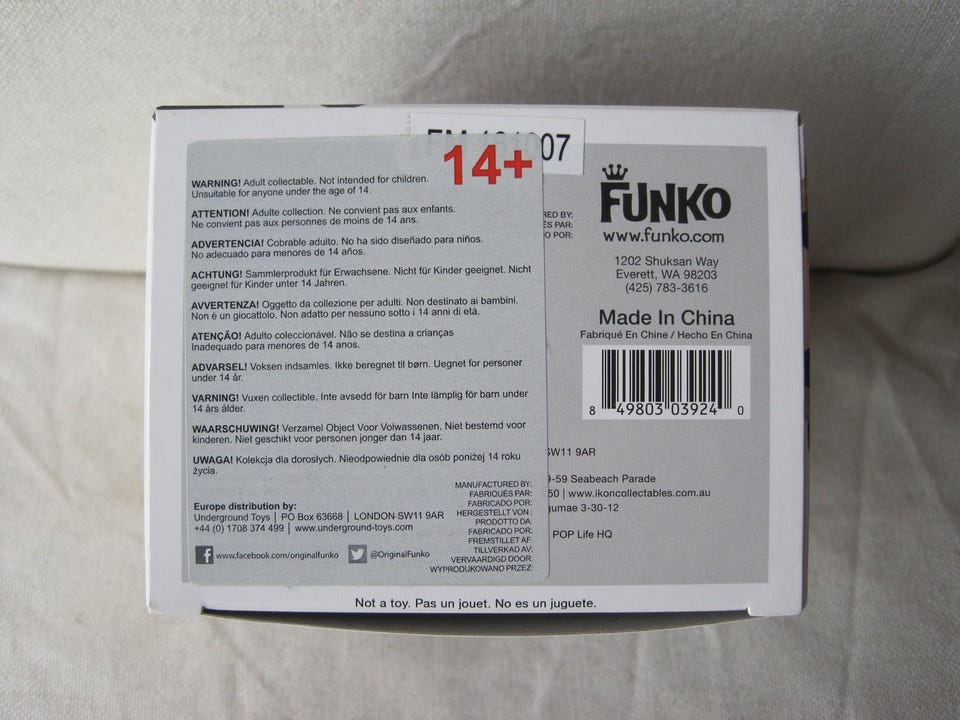 07
14+
WARNING! Adult collectable. Not intended for children.
Unsuitable for anyone under the age of 14.
ATTENTION! Adulte collection. Ne convient pas aux enfants.
Ne convient pas aux personnes de moins de 14 ans.
ADVERTENCIA! Cobrable adulto. No ha sido diseñado para niños.
No adecuado para menores de 14 años.
ACHTUNG! Sammlerprodukt für Erwachsene. Nicht für Kinder geeignet. Nicht
geeignet für Kinder unter 14 Jahren.
AVVERTENZA! Oggetto da collezione per adulti. Non destinato ai bambini.
Non è un giocattolo. Non adatto per nessuno sotto i 14 anni di età.
ATENÇÃO! Adulto coleccionável. Não se destina a crianças
Inadequado para menores de 14 anos.
ADVARSEL! Voksen indsamles. Ikke beregnet til børn. Uegnet for personer
under 14 år.
VARNING! Vuxen collectible. Inte avsedd för barn Inte lämplig för barn under
14 års ålder.
WAARSCHUWING! Verzamel Object Voor Volwassenen. Niet bestemd voor
kinderen. Niet geschikt voor personen jonger dan 14 jaar.
UWAGA! Kolekcja dla dorosłych. Nieodpowiednie dla osób poniżej 14 roku
życia.
MANUFACTURED BY:
FABRIQUÉS PAR:
FABRICADO POR:
HERGESTELLT VON :
PRODOTTO DA:
FABRICADO POR:
FREMSTILLET AF:
TILLVERKAD AV:
VERVAARDIGD DOOR:
WYPRODUKOWANO PRZEZ:
Europe distribution by:
Underground Toys | PO Box 63668 | LONDON SW11 9AR
+44 (0) 1708 374 499 | www.underground-toys.com
www.facebook.com/originalfunko @OriginalFunko
RED BY:
ÉS PAR:
O POR:
FUNKO
www.funko.com
1202 Shuksan Way
Everett, WA 98203
(425) 783-3616
Made In China
Fabriqué En Chine / Hecho En China
8 49803 03924 0
SW11 9AR
9-59 Seabeach Parade
50 | www.ikoncollectables.com.au
gumae 3-30-12
POP Life HQ
Not a toy. Pas un jouet. No es un juguete.